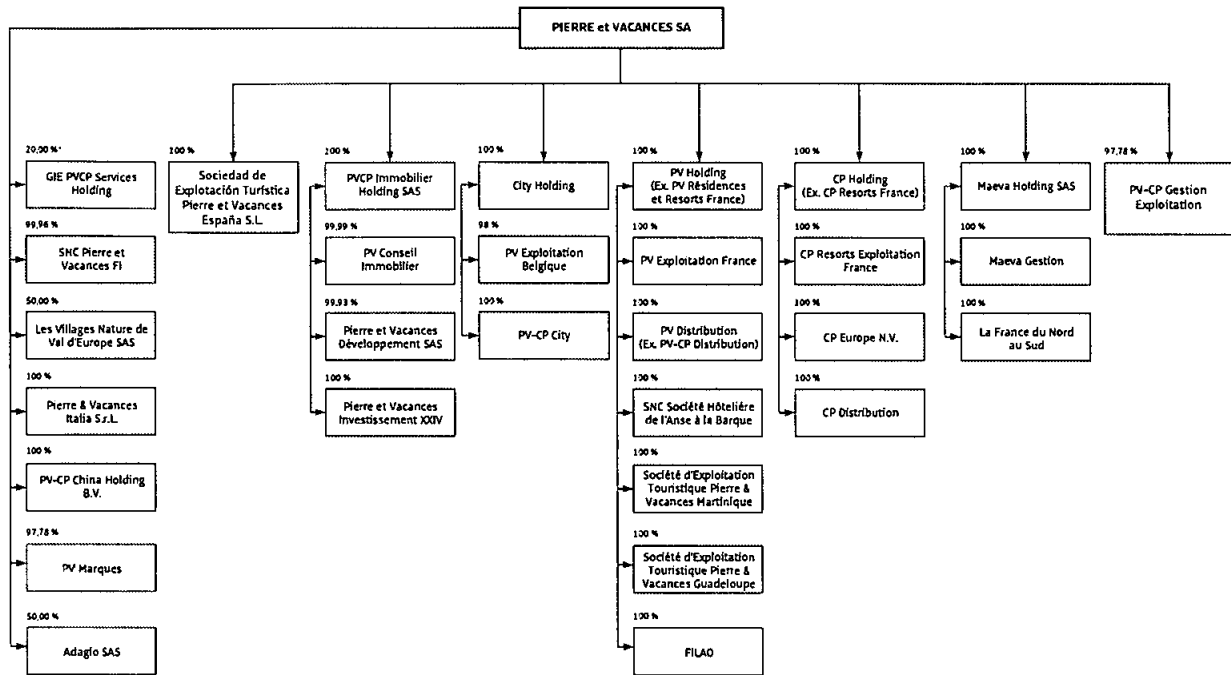 PIERRE et VACANCES SA
20,00 %*
GIE PVCP Services
Holding
99,96 %
SNC Pierre et
Vacances FI
50,00 %
Les Villages Nature de
Val d'Europe SAS
100 %
Pierre & Vacances
Italia S.r.L.
100 %
PV-CP China Holding
B.V.
97,78 %
PV Marques
50,00 %
Adagio SAS
100 %
Sociedad de
Explotación Turística
Pierre et Vacances
España S.L.
100 %
PVCP Immobilier
Holding SAS
99,99 %
PV Conseil
Immobilier
99,93 %
Pierre et Vacances
Développement SAS
100 %
Pierre et Vacances
Investissement XXIV
100 %
City Holding
98 %
PV Exploitation
Belgique
100 %
PV-CP City
100 %
PV Holding
(Ex. PV Résidences
et Resorts France)
100 %
PV Exploitation France
100 %
PV Distribution
(Ex. PV-CP Distribution)
100 %
SNC Société Hôtelière
de l'Anse à la Barque
100 %
Société d'Exploitation
Touristique Pierre &
Vacances Martinique
100 %
Société d'Exploitation
Touristique Pierre &
Vacances Guadeloupe
100 %
FILAO
100 %
CP Holding
(Ex. CP Resorts France)
100 %
CP Resorts Exploitation
France
100 %
CP Europe N.V.
100 %
CP Distribution
100 %
Maeva Holding SAS
100 %
Maeva Gestion
100 %
La France du Nord
au Sud
97,78 %
PV-CP Gestion
Exploitation